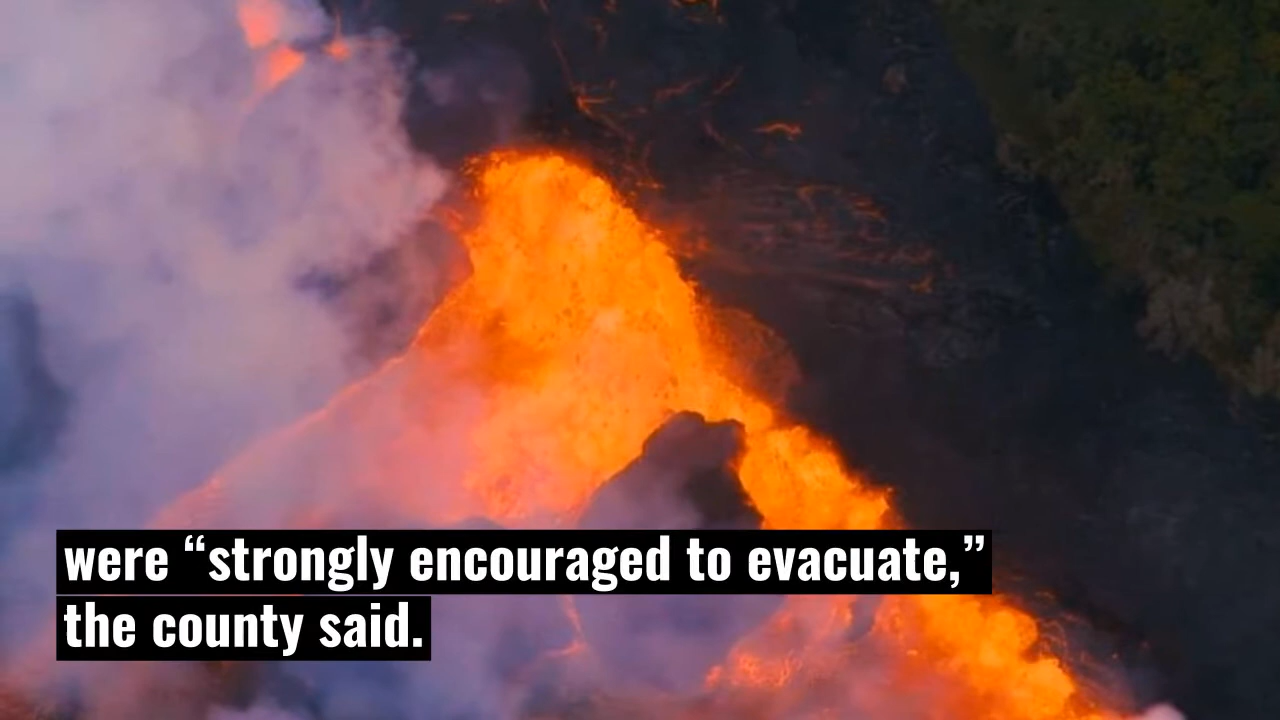 were “strongly encouraged to evacuate,”
the county said.